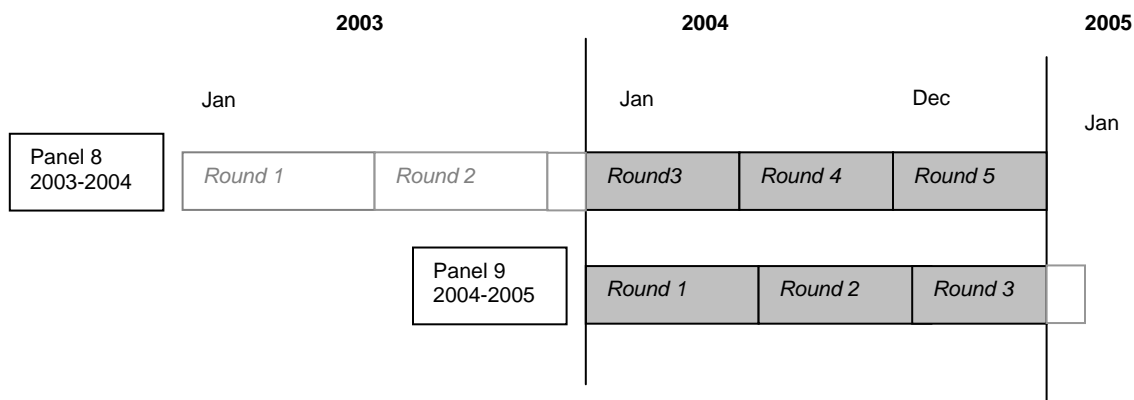 2003 2004 2005
Jan Jan Dec
Jan
Panel 8
2003-2004
Round 1 Round 2 Round3 Round 4 Round 5
Panel 9
2004-2005
Round 1 Round 2 Round 3